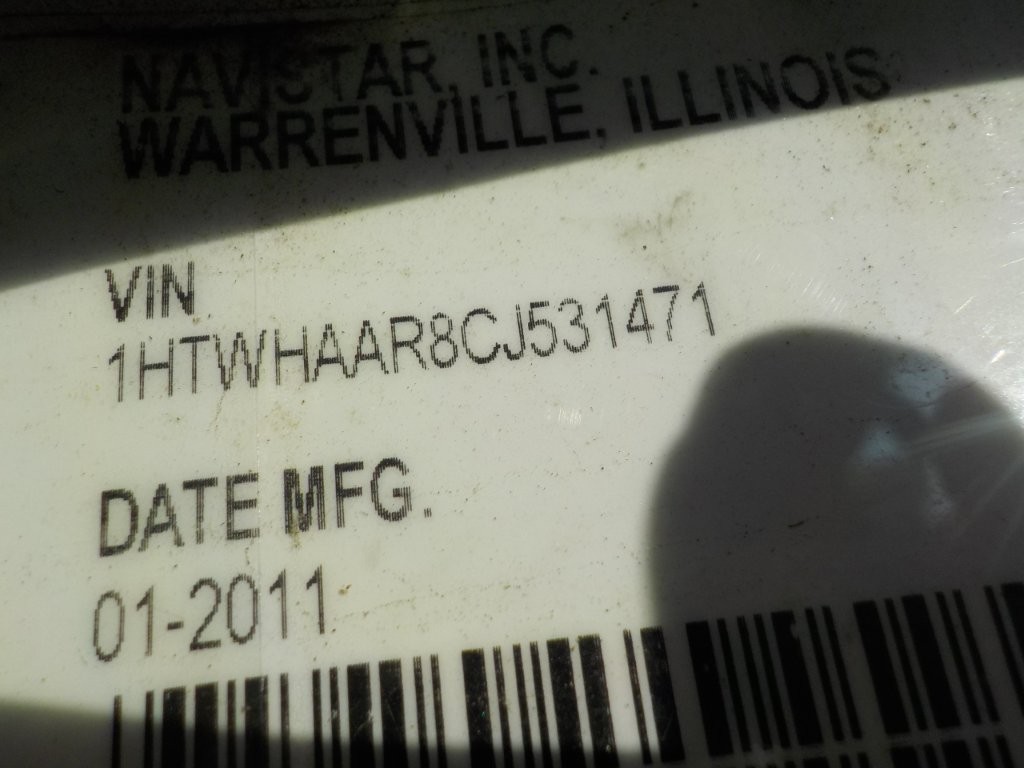 NAVISTAR, INC.
WARRENVILLE, ILLINOIS
VIN
1HTWHAAR8CJ531471
DATE MFG.
01-2011